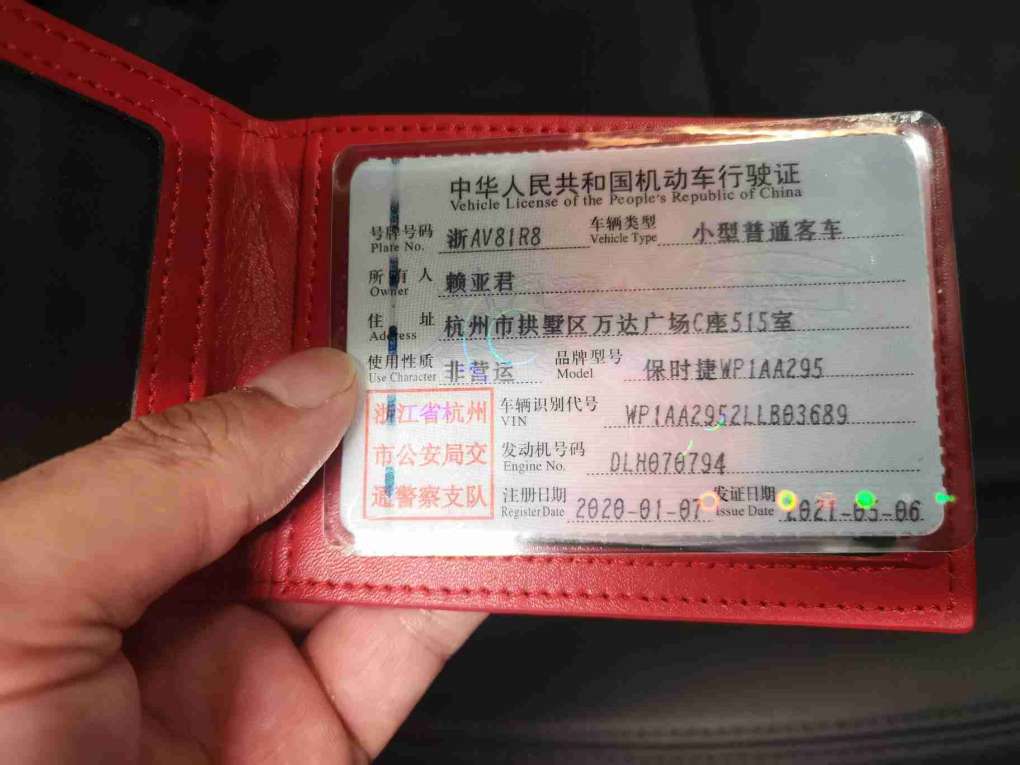 中华人民共和国机动车行驶证
Vehicle License of the People's Republic of China
号牌号码 浙AV81R8 车辆类型 小型普通客车
Plate No. Vehicle Type
所有人 赖亚君
Owner
住址 杭州市拱墅区万达广场C座515室
Address
使用性质 非营运 品牌型号 保时捷WP1AA295
Use Character Model
浙江省杭州
市公安局交
通警察支队
车辆识别代号 WP1AA2952LLB03689
VIN
发动机号码 DLH070794
Engine No.
注册日期 2020-01-07 发证日期 2021-05-06
Register Date Issue Date